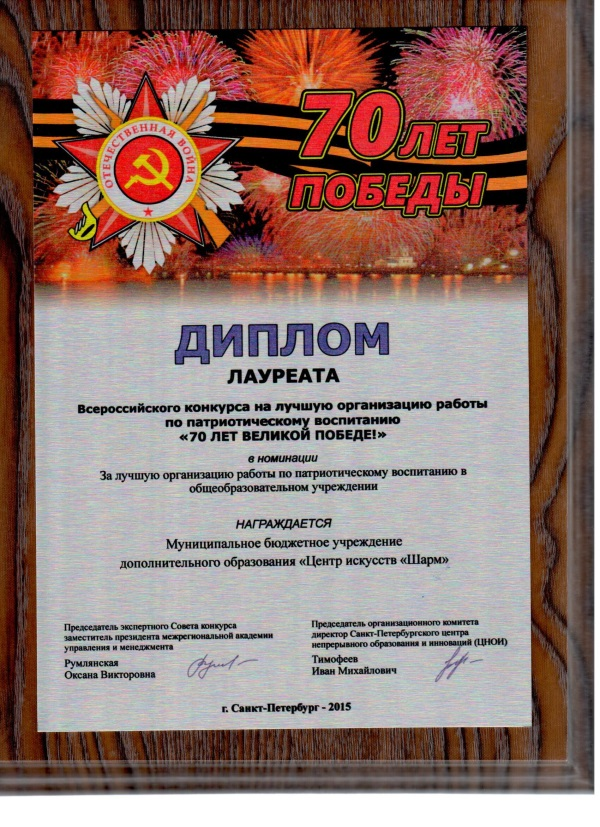 ОТЕЧЕСТВЕННАЯ ВОЙНА
70 ЛЕТ
ПОБЕДЫ
ДИПЛОМ
ЛАУРЕАТА
Всероссийского конкурса на лучшую организацию работы
по патриотическому воспитанию
«70 ЛЕТ ВЕЛИКОЙ ПОБЕДЕ!»
в номинации
За лучшую организацию работы по патриотическому воспитанию в
общеобразовательном учреждении
НАГРАЖДАЕТСЯ
Муниципальное бюджетное учреждение
дополнительного образования «Центр искусств «Шарм»
Председатель экспертного Совета конкурса
заместитель президента межрегиональной академии
управления и менеджмента
Румлянская
Оксана Викторовна
Председатель организационного комитета
директор Санкт-Петербургского центра
непрерывного образования и инноваций (ЦНОИ)
Тимофеев
Иван Михайлович
г. Санкт-Петербург - 2015